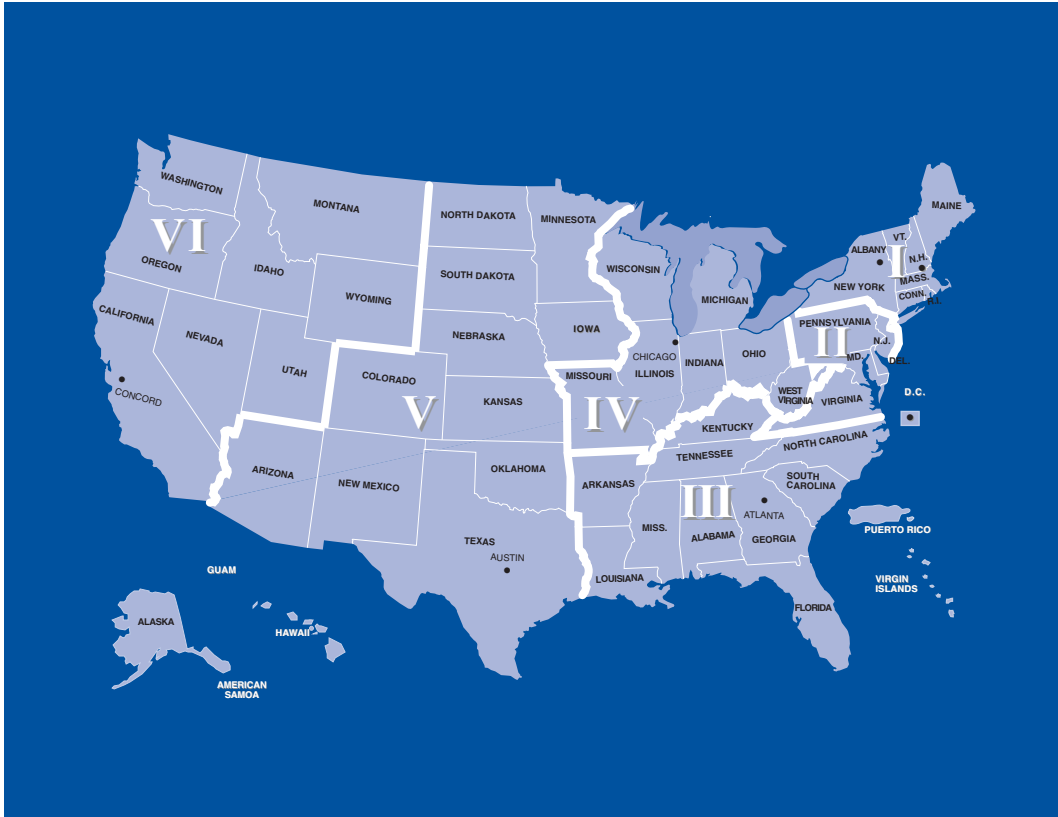 WASHINGTON
MONTANA
NORTH DAKOTA
MINNESOTA
MAINE
VI
OREGON
IDAHO
SOUTH DAKOTA
WISCONSIN
VT.
ALBANY
I
N.H.
MASS.
WYOMING
MICHIGAN
NEW YORK
CONN.
R.I.
CALIFORNIA
NEVADA
NEBRASKA
IOWA
PENNSYLVANIA
II
N.J.
MD.
DEL.
CHICAGO
ILLINOIS
INDIANA
OHIO
UTAH
COLORADO
MISSOURI
CONCORD
V
KANSAS
IV
WEST
VIRGINIA
VIRGINIA
D.C.
KENTUCKY
NORTH CAROLINA
TENNESSEE
ARIZONA
NEW MEXICO
OKLAHOMA
ARKANSAS
SOUTH
CAROLINA
III
ATLANTA
MISS.
ALABAMA
GEORGIA
PUERTO RICO
TEXAS
AUSTIN
LOUISIANA
GUAM
VIRGIN
ISLANDS
FLORIDA
ALASKA
HAWAII
AMERICAN
SAMOA